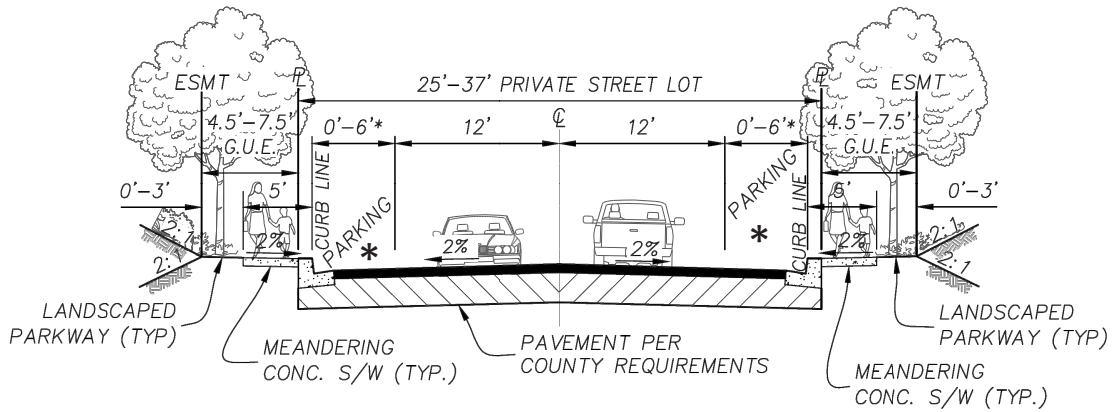 ESMT
PL
PL
ESMT
25'-37' PRIVATE STREET LOT
4.5'-7.5'
G.U.E.
0'-6'*
12'
CL
12'
0'-6'*
4.5'-7.5'
G.U.E.
0'-3'
5'
CURB LINE
PARKING
*
PARKING
*
CURB LINE
5'
0'-3'
2:1
2:1
2%
2%
2%
2%
2:1
2:1
LANDSCAPED
PARKWAY (TYP)
MEANDERING
CONC. S/W (TYP.)
PAVEMENT PER
COUNTY REQUIREMENTS
LANDSCAPED
PARKWAY (TYP)
MEANDERING
CONC. S/W (TYP.)